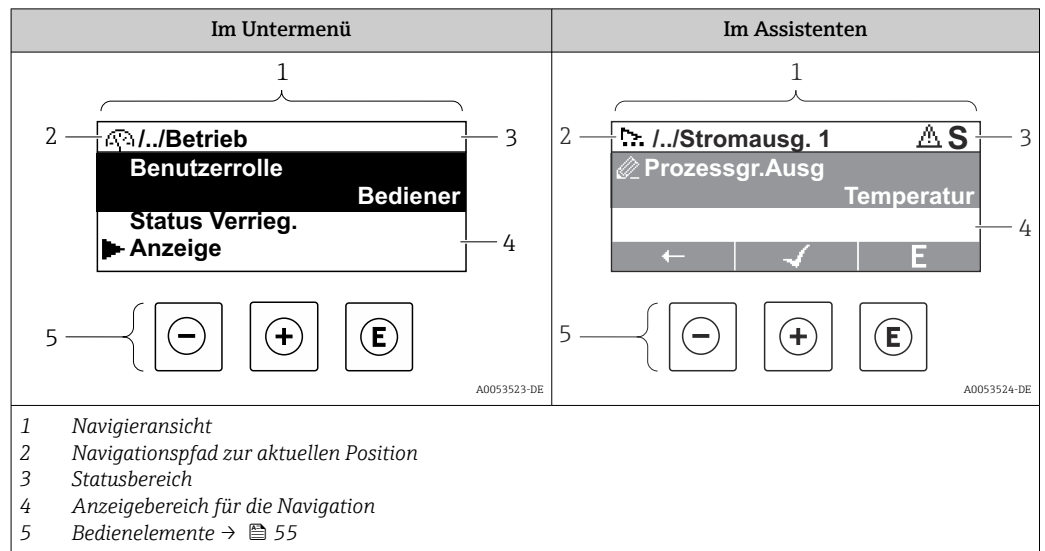 Im Untermenü
1
2
/../Betrieb
3
Benutzerrolle
Bediener
Status Verrieg.
Anzeige
4
5
E
A0053523-DE
Im Assistenten
1
2
/../Stromausg. 1
S
3
Prozessgr.Ausg
Temperatur
4
E
5
E
A0053524-DE
1 Navigieransicht
2 Navigationspfad zur aktuellen Position
3 Statusbereich
4 Anzeigebereich für die Navigation
5 Bedienelemente → 55